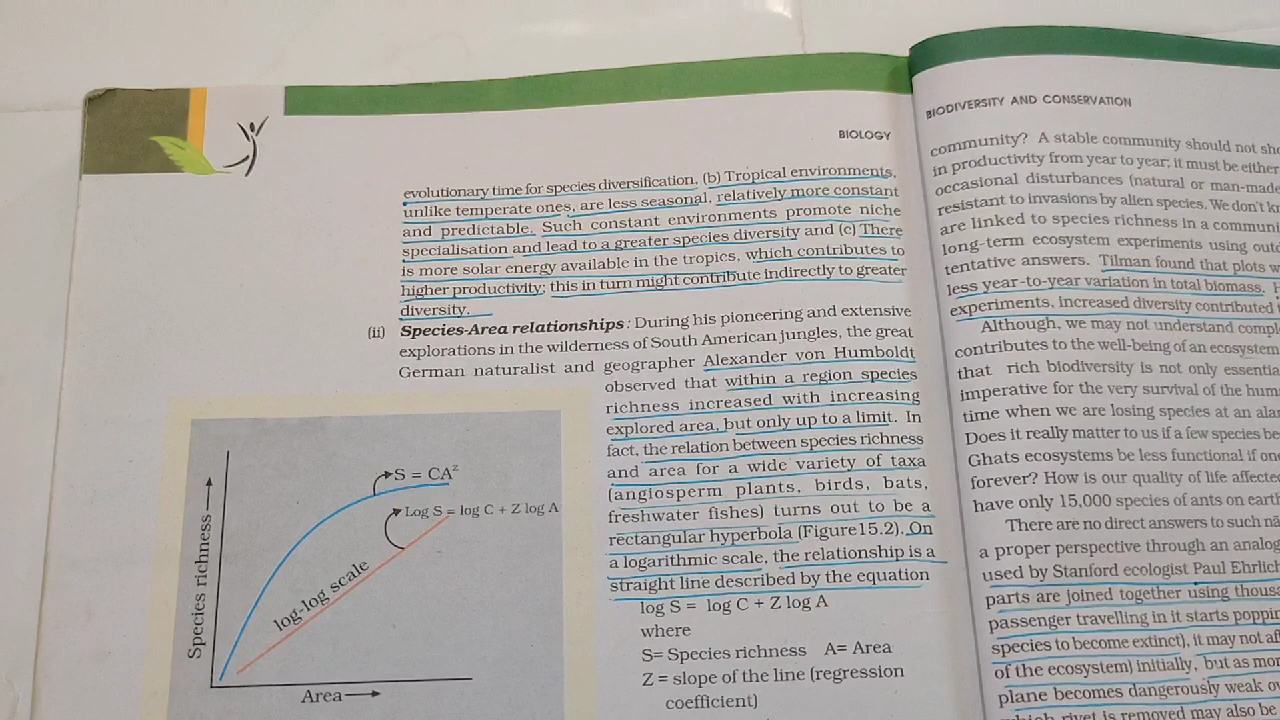 BIOLOGY
evolutionary time for species diversification, (b) Tropical environments,
unlike temperate ones, are less seasonal, relatively more constant
and predictable. Such constant environments promote niche
specialisation and lead to a greater species diversity and (c) There
is more solar energy available in the tropics, which contributes to
higher productivity; this in turn might contribute indirectly to greater
diversity.
(ii) Species-Area relationships: During his pioneering and extensive
explorations in the wilderness of South American jungles, the great
German naturalist and geographer Alexander von Humboldt
observed that within a region species
richness increased with increasing
explored area, but only up to a limit. In
fact, the relation between species richness
and area for a wide variety of taxa
(angiosperm plants, birds, bats,
freshwater fishes) turns out to be a
rectangular hyperbola (Figure 15.2). On
a logarithmic scale, the relationship is a
straight line described by the equation
log S = log C + Z log A
where
S= Species richness A= Area
Z = slope of the line (regression
coefficient)
Species richness
S = CA^z
Log S = log C + Z log A
log-log scale
Area
BIODIVERSITY AND CONSERVATION
community? A stable community should not
in productivity from year to year; it must be either
occasional disturbances (natural or
resistant to invasions by alien species. We don't
are linked to species richness in a
long-term ecosystem experiments using
tentative answers. Tilman found that plots
less year-to-year variation in total biomass.
experiments, increased diversity contributed
Although, we may not understand
contributes to the well-being of an ecosystem
that rich biodiversity is not only
imperative for the very survival of the
time when we are losing species at an
Does it really matter to us if a few species
Ghats ecosystems be less functional if
forever? How is our quality of life
have only 15,000 species of ants on
There are no direct answers to such
a proper perspective through an
used by Stanford ecologist Paul
parts are joined together using
passenger travelling in it starts
species to become extinct), it may not
of the ecosystem) initially, but as
plane becomes dangerously weak
rivet is removed may also be